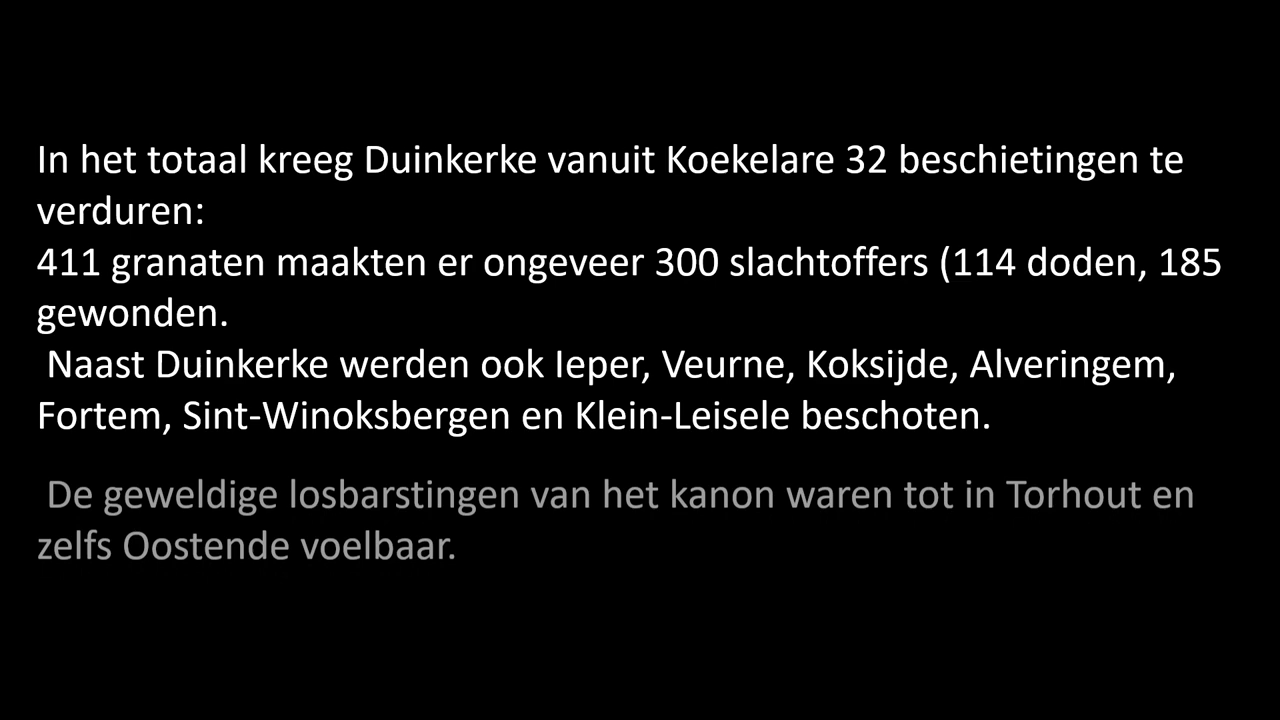 In het totaal kreeg Duinkerke vanuit Koekelare 32 beschietingen te
verduren:
411 granaten maakten er ongeveer 300 slachtoffers (114 doden, 185
gewonden.
Naast Duinkerke werden ook Ieper, Veurne, Koksijde, Alveringem,
Fortem, Sint-Winoksbergen en Klein-Leisele beschoten.
De geweldige losbarstingen van het kanon waren tot in Torhout en
zelfs Oostende voelbaar.